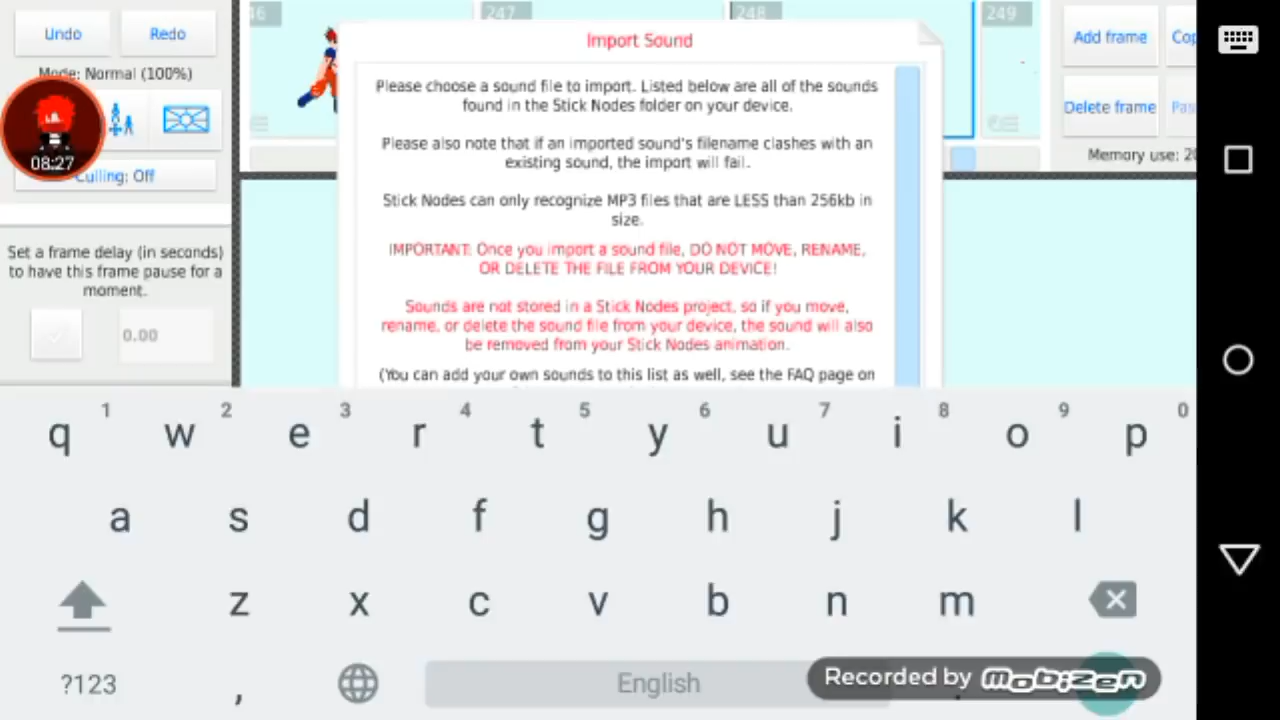 Undo
Redo
Mode: Normal (100%)
08:27
Culling: Off
Set a frame delay (in seconds)
to have this frame pause for a
moment.
0.00
46
247
248
249
Import Sound
Please choose a sound file to import. Listed below are all of the sounds
found in the Stick Nodes folder on your device.
Please also note that if an imported sound's filename clashes with an
existing sound, the import will fail.
Stick Nodes can only recognize MP3 files that are LESS than 256kb in
size.
IMPORTANT: Once you import a sound file, DO NOT MOVE, RENAME,
OR DELETE THE FILE FROM YOUR DEVICE!
Sounds are not stored in a Stick Nodes project, so if you move,
rename, or delete the sound file from your device, the sound will also
be removed from your Stick Nodes animation.
(You can add your own sounds to this list as well, see the FAQ page on
Add frame
Cop
Delete frame
Pas
Memory use: 20
1 2 3 4 5 6 7 8 9 0
q w e r t y u i o p
a s d f g h j k l
z x c v b n m
?123 , English .
Recorded by mobizen